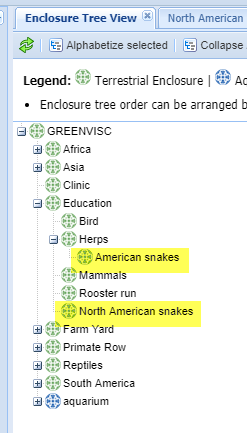 Enclosure Tree View
North American
Alphabetize selected
Collapse
Legend: Terrestrial Enclosure |
• Enclosure tree order can be arranged b
GREENVISC
Africa
Asia
Clinic
Education
Bird
Herps
American snakes
Mammals
Rooster run
North American snakes
Farm Yard
Primate Row
Reptiles
South America
aquarium